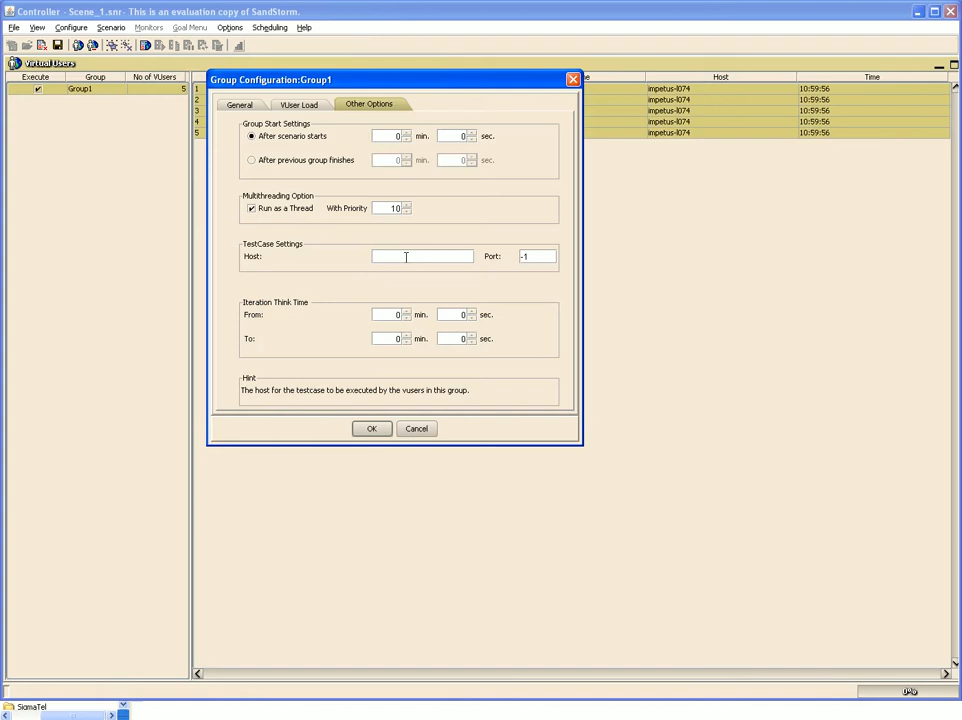 Controller - Scene_1.snr - This is an evaluation copy of SandStorm.
File View Configure Scenario Monitors Goal Menu Options Scheduling Help
Virtual Users
Execute Group No of VUsers Host Time
Group1 5
1 impetus-l074 10:59:56
2 impetus-l074 10:59:56
3 impetus-l074 10:59:56
4 impetus-l074 10:59:56
5 impetus-l074 10:59:56
Group Configuration:Group1
General VUser Load Other Options
Group Start Settings
After scenario starts 0 min. 0 sec.
After previous group finishes 0 min. 0 sec.
Multithreading Option
Run as a Thread With Priority 10
TestCase Settings
Host: Port: -1
Iteration Think Time
From: 0 min. 0 sec.
To: 0 min. 0 sec.
Hint
The host for the testcase to be executed by the vusers in this group.
OK Cancel
0%
SigmaTel